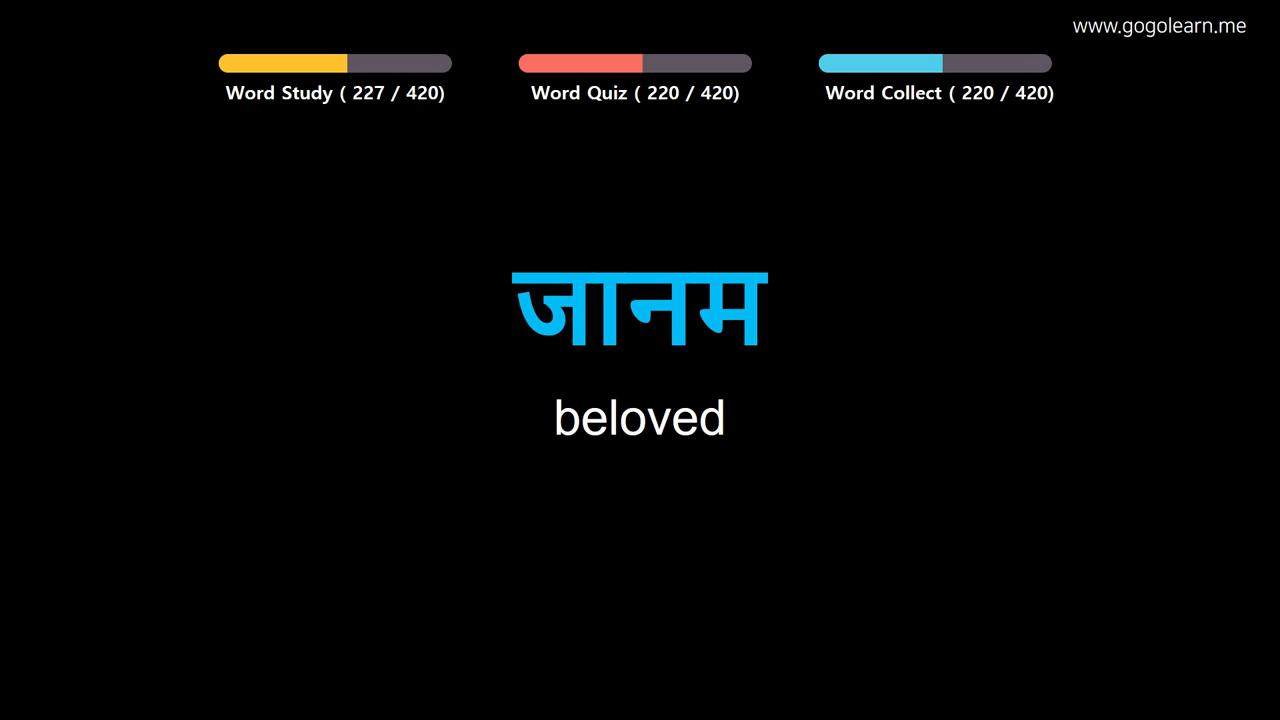 www.gogolearn.me
Word Study ( 227 / 420)
Word Quiz ( 220 / 420)
Word Collect ( 220 / 420)
जानम
beloved